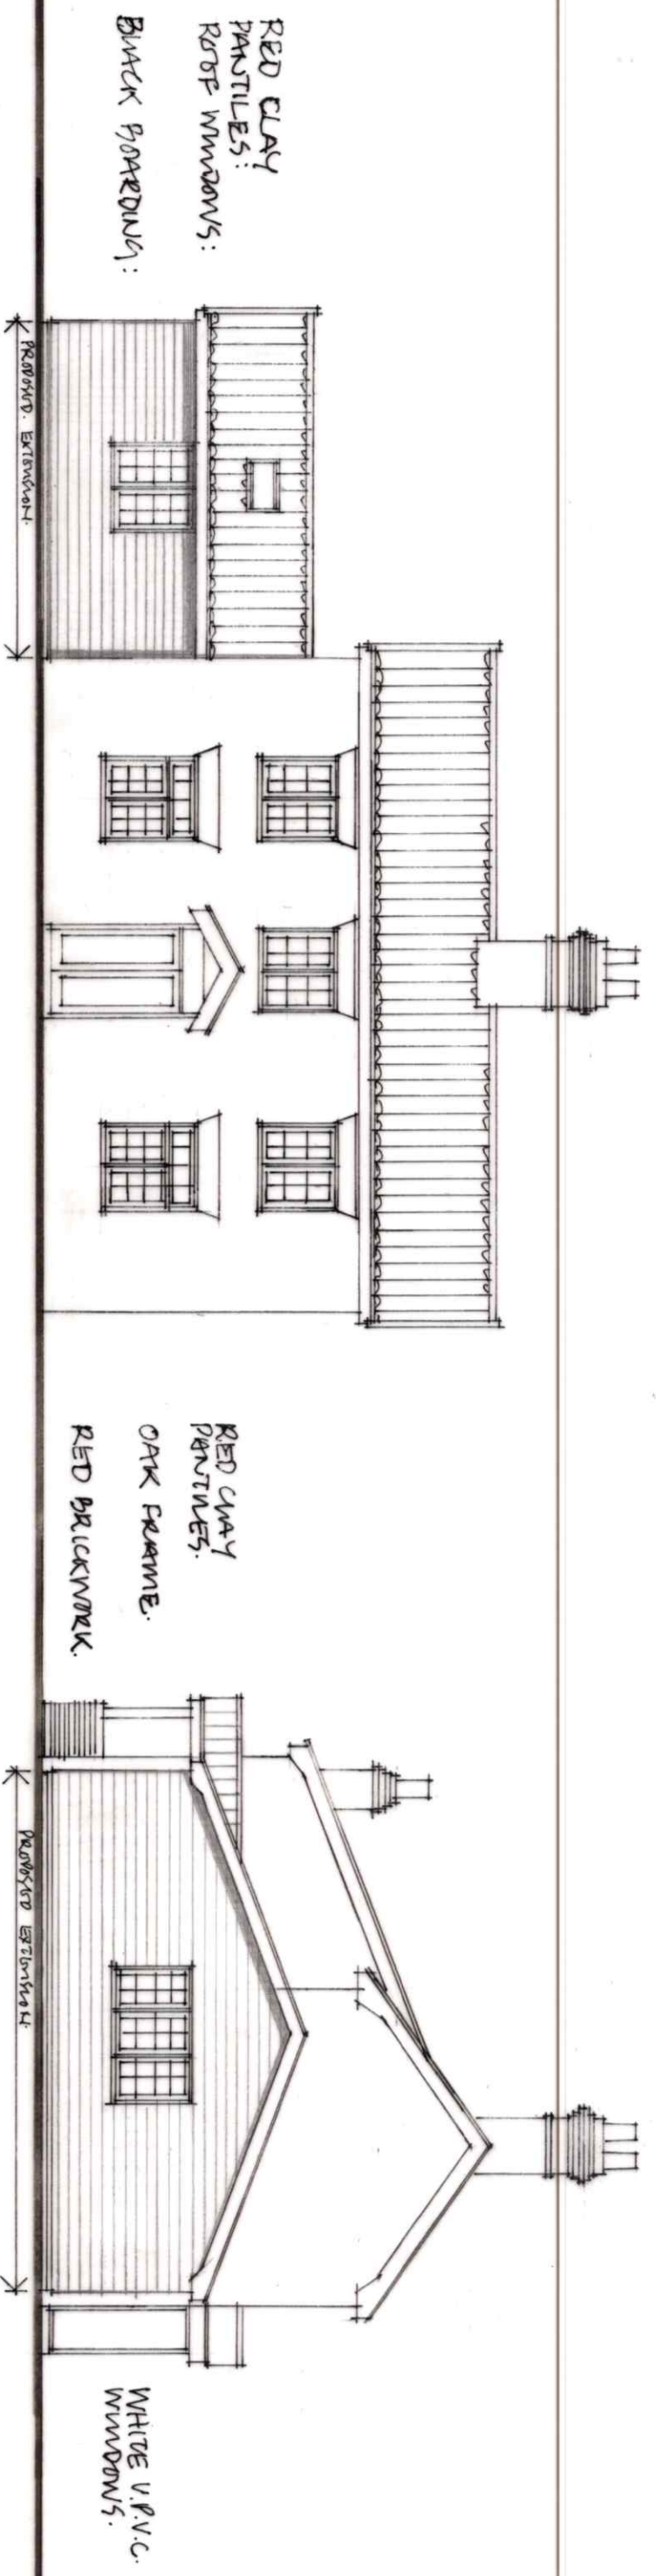 RED CLAY
PANTILES:
ROOF WINDOWS:
BLACK BOARDING:
PROPOSED. EXTENSION.
RED CLAY
PANTILES.
OAK FRAME.
RED BRICKWORK.
PROPOSED EXTENSION.
WHITE U.P.V.C.
WINDOWS.